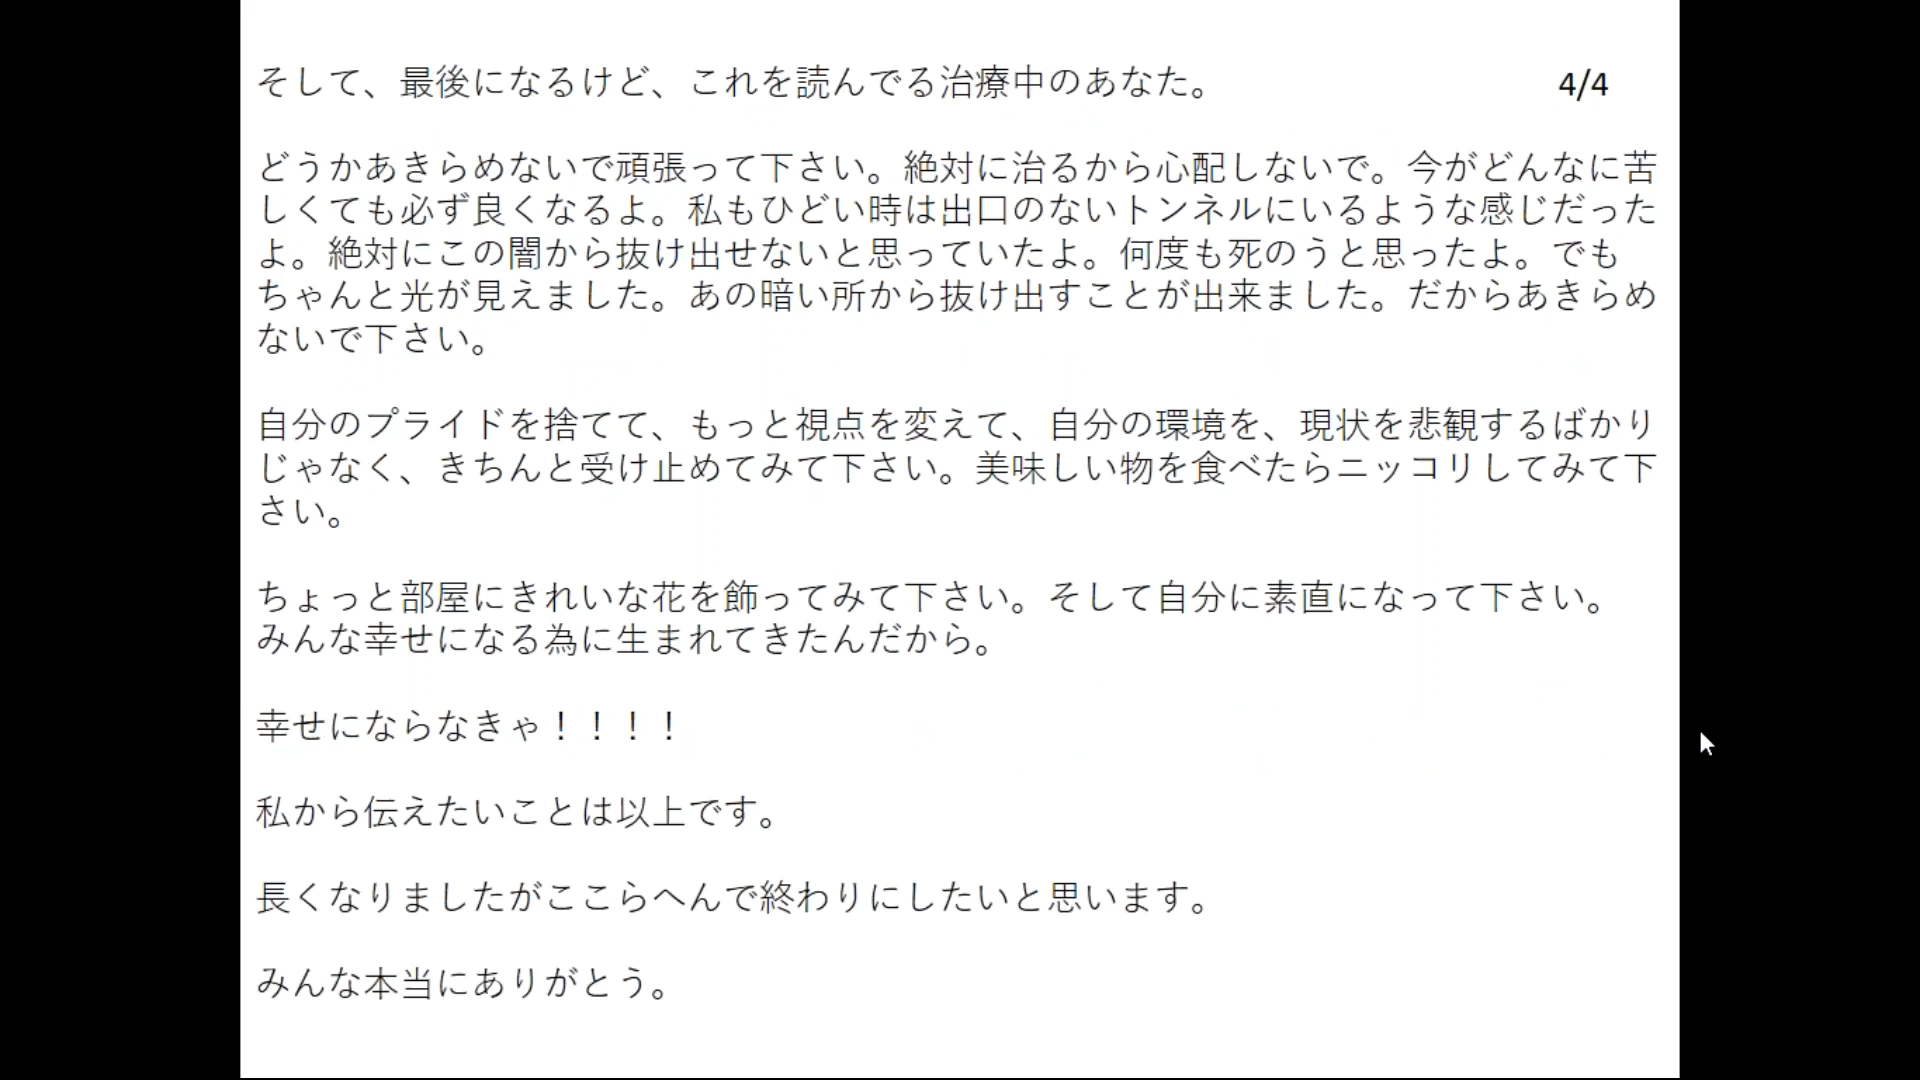 そして、最後になるけど、これを読んでる治療中のあなた。
4/4
どうかあきらめないで頑張って下さい。絶対に治るから心配しないで。今がどんなに苦
しくても必ず良くなるよ。私もひどい時は出口のないトンネルにいるような感じだった
よ。絶対にこの闇から抜け出せないと思っていたよ。何度も死のうと思ったよ。でも
ちゃんと光が見えました。あの暗い所から抜け出すことが出来ました。だからあきらめ
ないで下さい。
自分のプライドを捨てて、もっと視点を変えて、自分の環境を、現状を悲観するばかり
じゃなく、きちんと受け止めてみて下さい。美味しい物を食べたらニッコリしてみて下
さい。
ちょっと部屋にきれいな花を飾ってみて下さい。そして自分に素直になって下さい。
みんな幸せになる為に生まれてきたんだから。
幸せにならなきゃ！！！！
私から伝えたいことは以上です。
長くなりましたがここらへんで終わりにしたいと思います。
みんな本当にありがとう。